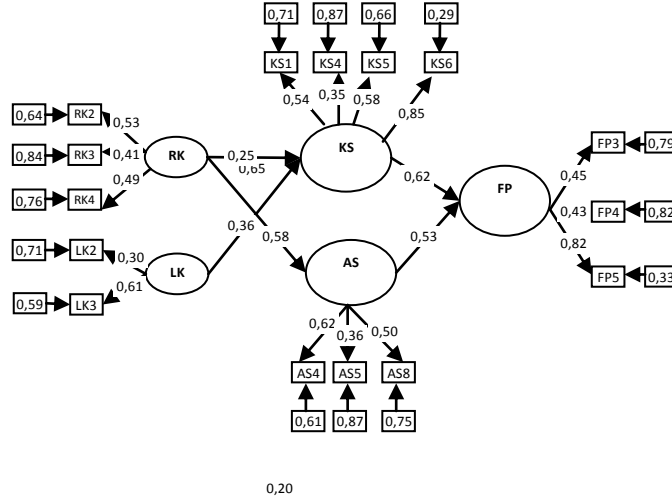 0,71 0,87 0,66 0,29
KS1 KS4 KS5 KS6
0,54 0,35 0,58 0,85
0,64 RK2 0,53
0,84 RK3 0,41
0,76 RK4 0,49
RK
0,25
0,65
KS
0,62
FP
0,45 FP3 0,79
0,43 FP4 0,82
0,82 FP5 0,33
0,36
0,58
0,53
0,71 LK2 0,30
0,59 LK3 0,61
LK
AS
0,62 0,36 0,50
AS4 AS5 AS8
0,61 0,87 0,75
0,20